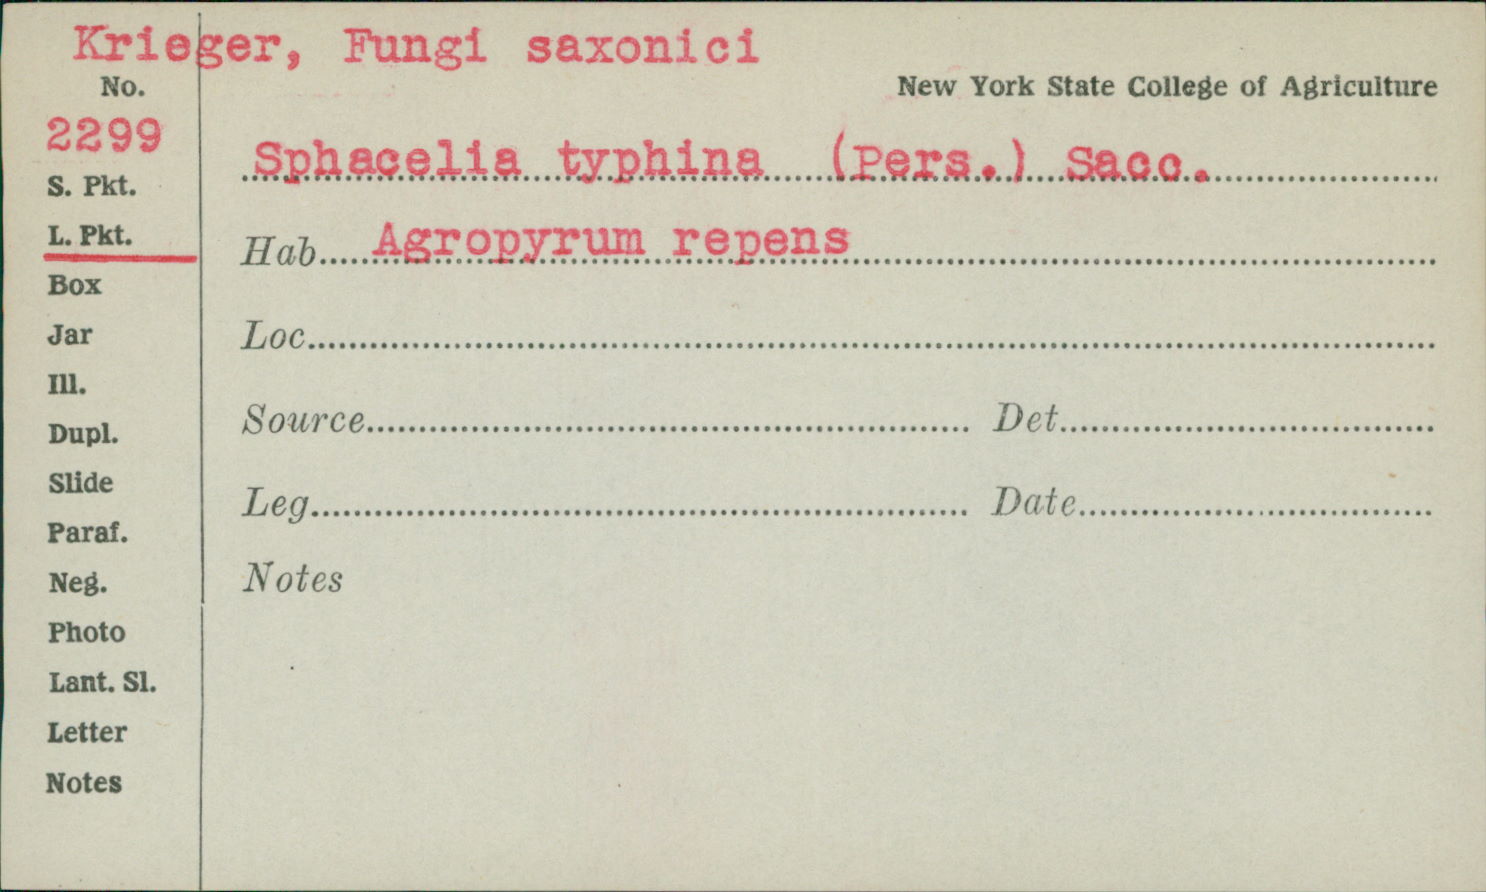 Krieger, Fungi saxonici
New York State College of Agriculture
No.
2299
S. Pkt.
L. Pkt.
Box
Jar
Ill.
Dupl.
Slide
Paraf.
Neg.
Photo
Lant. Sl.
Letter
Notes
Sphacelia typhina (Pers.) Sacc.
Hab. Agropyrum repens
Loc.
Source. Det.
Leg. Date.
Notes